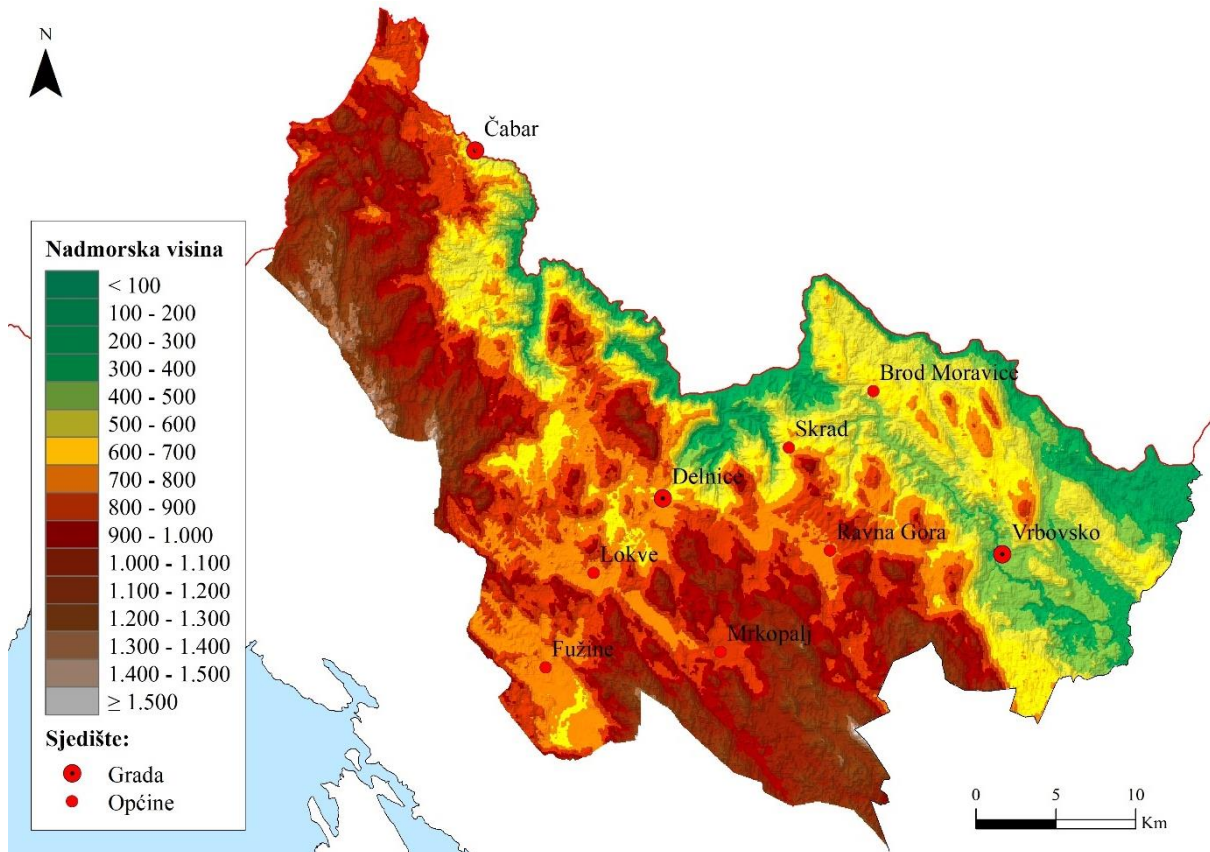 N
Čabar
Brod Moravice
Skrad
Delnice
Ravna Gora
Vrbovsko
Lokve
Mrkopalj
Fužine
Nadmorska visina
< 100
100 - 200
200 - 300
300 - 400
400 - 500
500 - 600
600 - 700
700 - 800
800 - 900
900 - 1.000
1.000 - 1.100
1.100 - 1.200
1.200 - 1.300
1.300 - 1.400
1.400 - 1.500
≥ 1.500
Sjedište:
Grada
Općine
0 5 10
Km